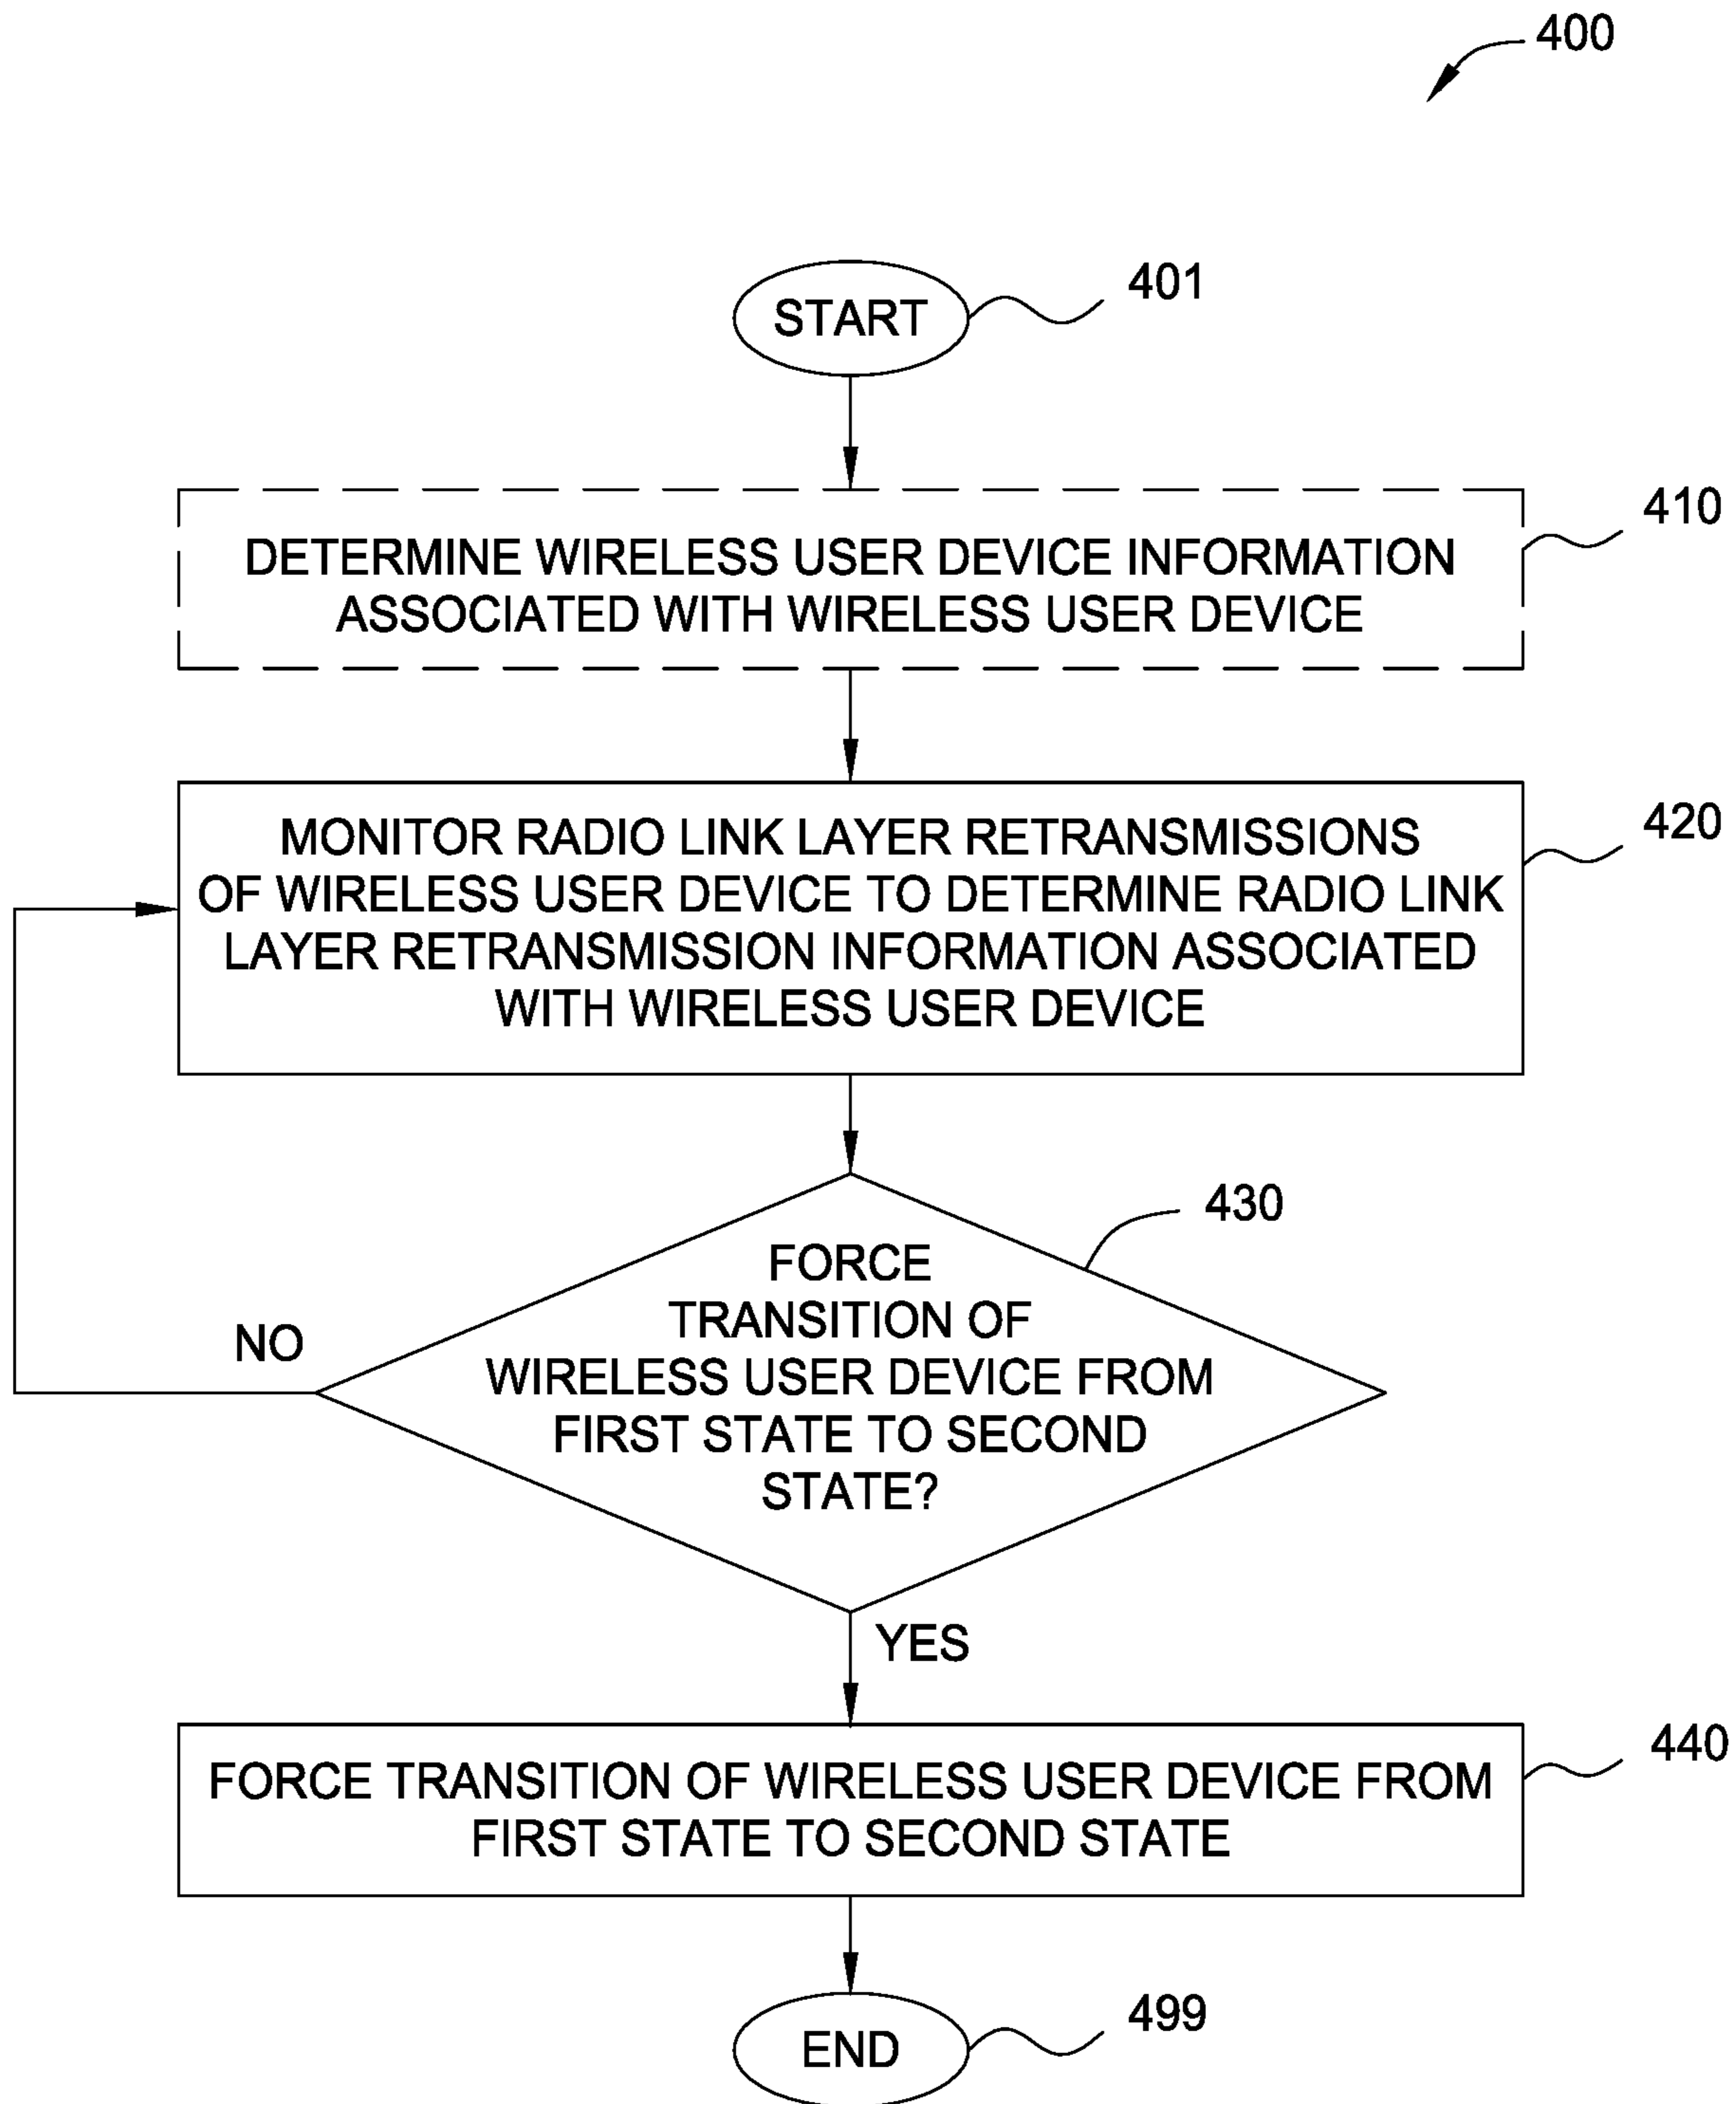 400
START
401
DETERMINE WIRELESS USER DEVICE INFORMATION
ASSOCIATED WITH WIRELESS USER DEVICE
410
MONITOR RADIO LINK LAYER RETRANSMISSIONS
OF WIRELESS USER DEVICE TO DETERMINE RADIO LINK
LAYER RETRANSMISSION INFORMATION ASSOCIATED
WITH WIRELESS USER DEVICE
420
FORCE
TRANSITION OF
WIRELESS USER DEVICE FROM
FIRST STATE TO SECOND
STATE?
430
NO
YES
FORCE TRANSITION OF WIRELESS USER DEVICE FROM
FIRST STATE TO SECOND STATE
440
END
499